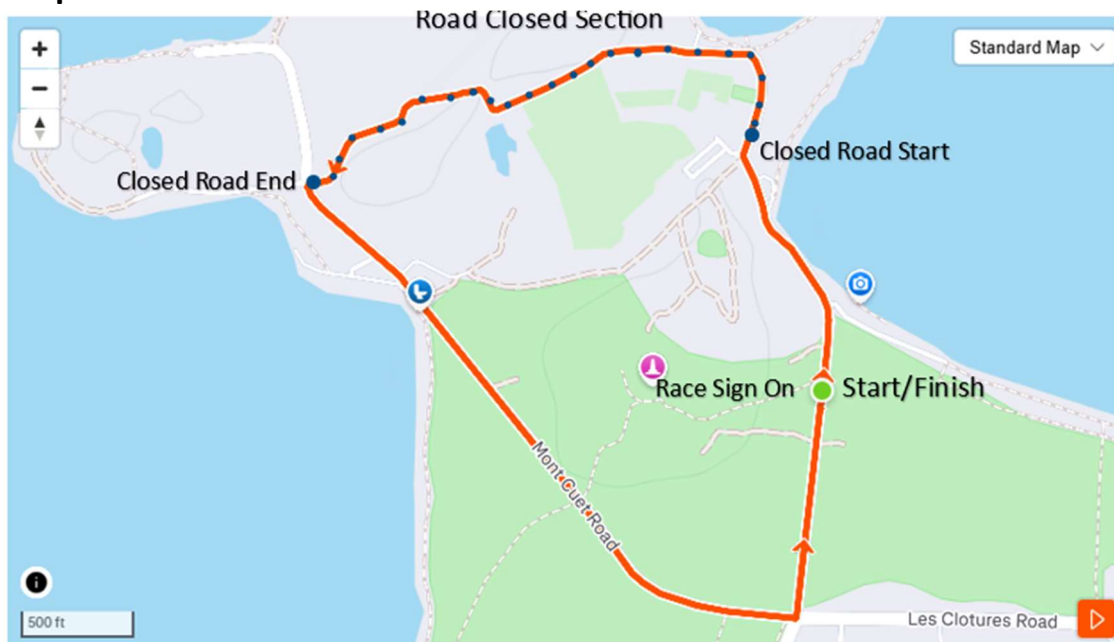 Road Closed Section
+
Standard Map
−
Closed Road Start
Closed Road End
Race Sign On
Start/Finish
Mont Cuet Road
i
500 ft
Les Clotures Road